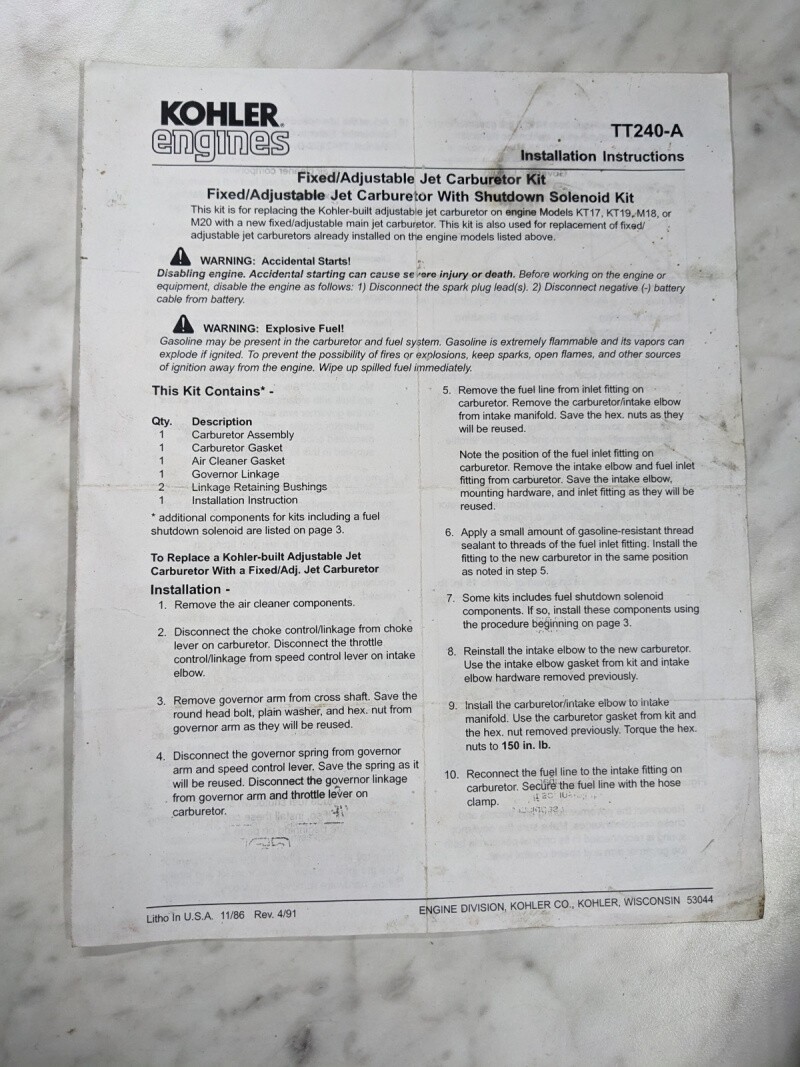 KOHLER®
engines
TT240-A
Installation Instructions
Fixed/Adjustable Jet Carburetor Kit
Fixed/Adjustable Jet Carburetor With Shutdown Solenoid Kit
This kit is for replacing the Kohler-built adjustable jet carburetor on engine Models KT17, KT19, M18, or
M20 with a new fixed/adjustable main jet carburetor. This kit is also used for replacement of fixed/
adjustable jet carburetors already installed on the engine models listed above.
WARNING: Accidental Starts!
Disabling engine. Accidental starting can cause severe injury or death. Before working on the engine or
equipment, disable the engine as follows: 1) Disconnect the spark plug lead(s). 2) Disconnect negative (-) battery
cable from battery.
WARNING: Explosive Fuel!
Gasoline may be present in the carburetor and fuel system. Gasoline is extremely flammable and its vapors can
explode if ignited. To prevent the possibility of fires or explosions, keep sparks, open flames, and other sources
of ignition away from the engine. Wipe up spilled fuel immediately.
This Kit Contains* -
Qty. Description
1 Carburetor Assembly
1 Carburetor Gasket
1 Air Cleaner Gasket
1 Governor Linkage
2 Linkage Retaining Bushings
1 Installation Instruction
* additional components for kits including a fuel
shutdown solenoid are listed on page 3.
To Replace a Kohler-built Adjustable Jet
Carburetor With a Fixed/Adj. Jet Carburetor
Installation -
1. Remove the air cleaner components.
2. Disconnect the choke control/linkage from choke
lever on carburetor. Disconnect the throttle
control/linkage from speed control lever on intake
elbow.
3. Remove governor arm from cross shaft. Save the
round head bolt, plain washer, and hex. nut from
governor arm as they will be reused.
4. Disconnect the governor spring from governor
arm and speed control lever. Save the spring as it
will be reused. Disconnect the governor linkage
from governor arm and throttle lever on
carburetor.
5. Remove the fuel line from inlet fitting on
carburetor. Remove the carburetor/intake elbow
from intake manifold. Save the hex. nuts as they
will be reused.
Note the position of the fuel inlet fitting on
carburetor. Remove the intake elbow and fuel inlet
fitting from carburetor. Save the intake elbow,
mounting hardware, and inlet fitting as they will be
reused.
6. Apply a small amount of gasoline-resistant thread
sealant to threads of the fuel inlet fitting. Install the
fitting to the new carburetor in the same position
as noted in step 5.
7. Some kits includes fuel shutdown solenoid
components. If so, install these components using
the procedure beginning on page 3.
8. Reinstall the intake elbow to the new carburetor.
Use the intake elbow gasket from kit and intake
elbow hardware removed previously.
9. Install the carburetor/intake elbow to intake
manifold. Use the carburetor gasket from kit and
the hex. nut removed previously. Torque the hex.
nuts to 150 in. lb.
10. Reconnect the fuel line to the intake fitting on
carburetor. Secure the fuel line with the hose
clamp.
Litho In U.S.A. 11/86 Rev. 4/91
ENGINE DIVISION, KOHLER CO., KOHLER, WISCONSIN 53044